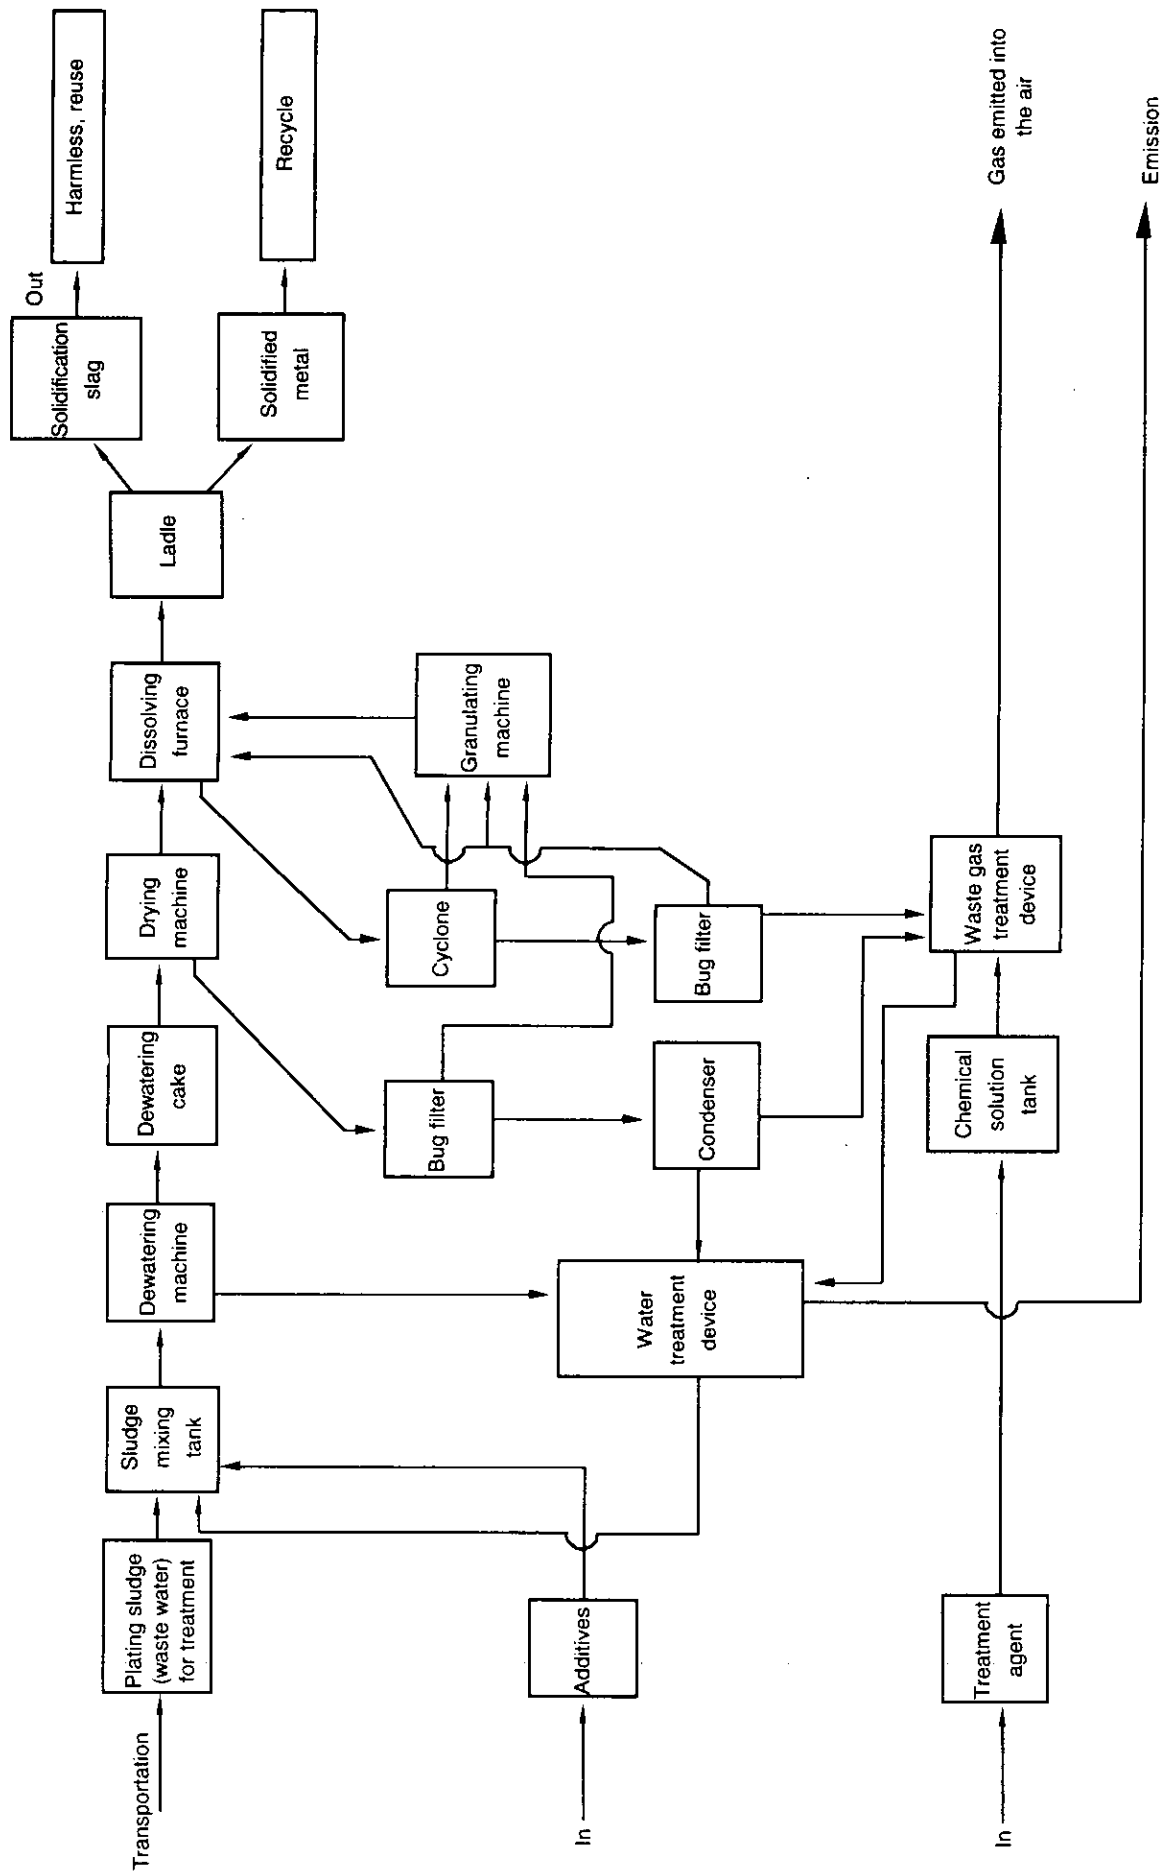 Transportation
Plating sludge
(waste water)
for treatment
Sludge
mixing
tank
Dewatering
machine
Dewatering
cake
Drying
machine
Dissolving
furnace
Ladle
Solidification
slag
Out
Harmless, reuse
Solidified
metal
Recycle
Bug filter
Cyclone
Granulating
machine
In
Additives
Water
treatment
device
Condenser
Bug filter
In
Treatment
agent
Chemical
solution
tank
Waste gas
treatment
device
Gas emitted into
the air
Emission